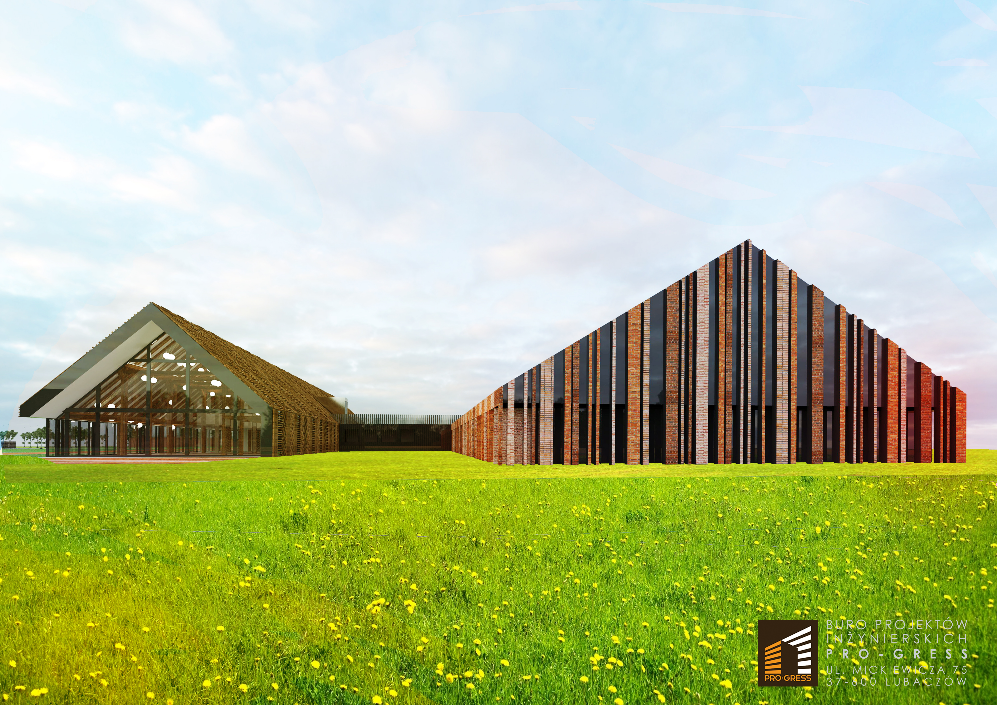 BIURO PROJEKTÓW
INŻYNIERSKICH
PRO-GRESS
UL. MICKIEWICZA 75
37-600 LUBACZÓW
PRO GRESS